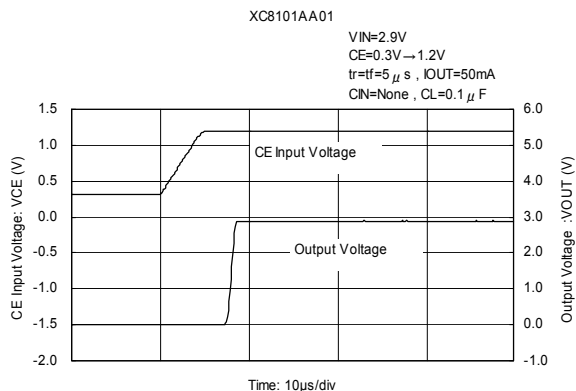 XC8101AA01
VIN=2.9V
CE=0.3V→1.2V
tr=tf=5μs , IOUT=50mA
CIN=None , CL=0.1μF
CE Input Voltage: VCE (V)
1.5
1.0
0.5
0.0
-0.5
-1.0
-1.5
-2.0
CE Input Voltage
Output Voltage
6.0
5.0
4.0
3.0
2.0
1.0
0.0
-1.0
Output Voltage :VOUT (V)
Time: 10μs/div